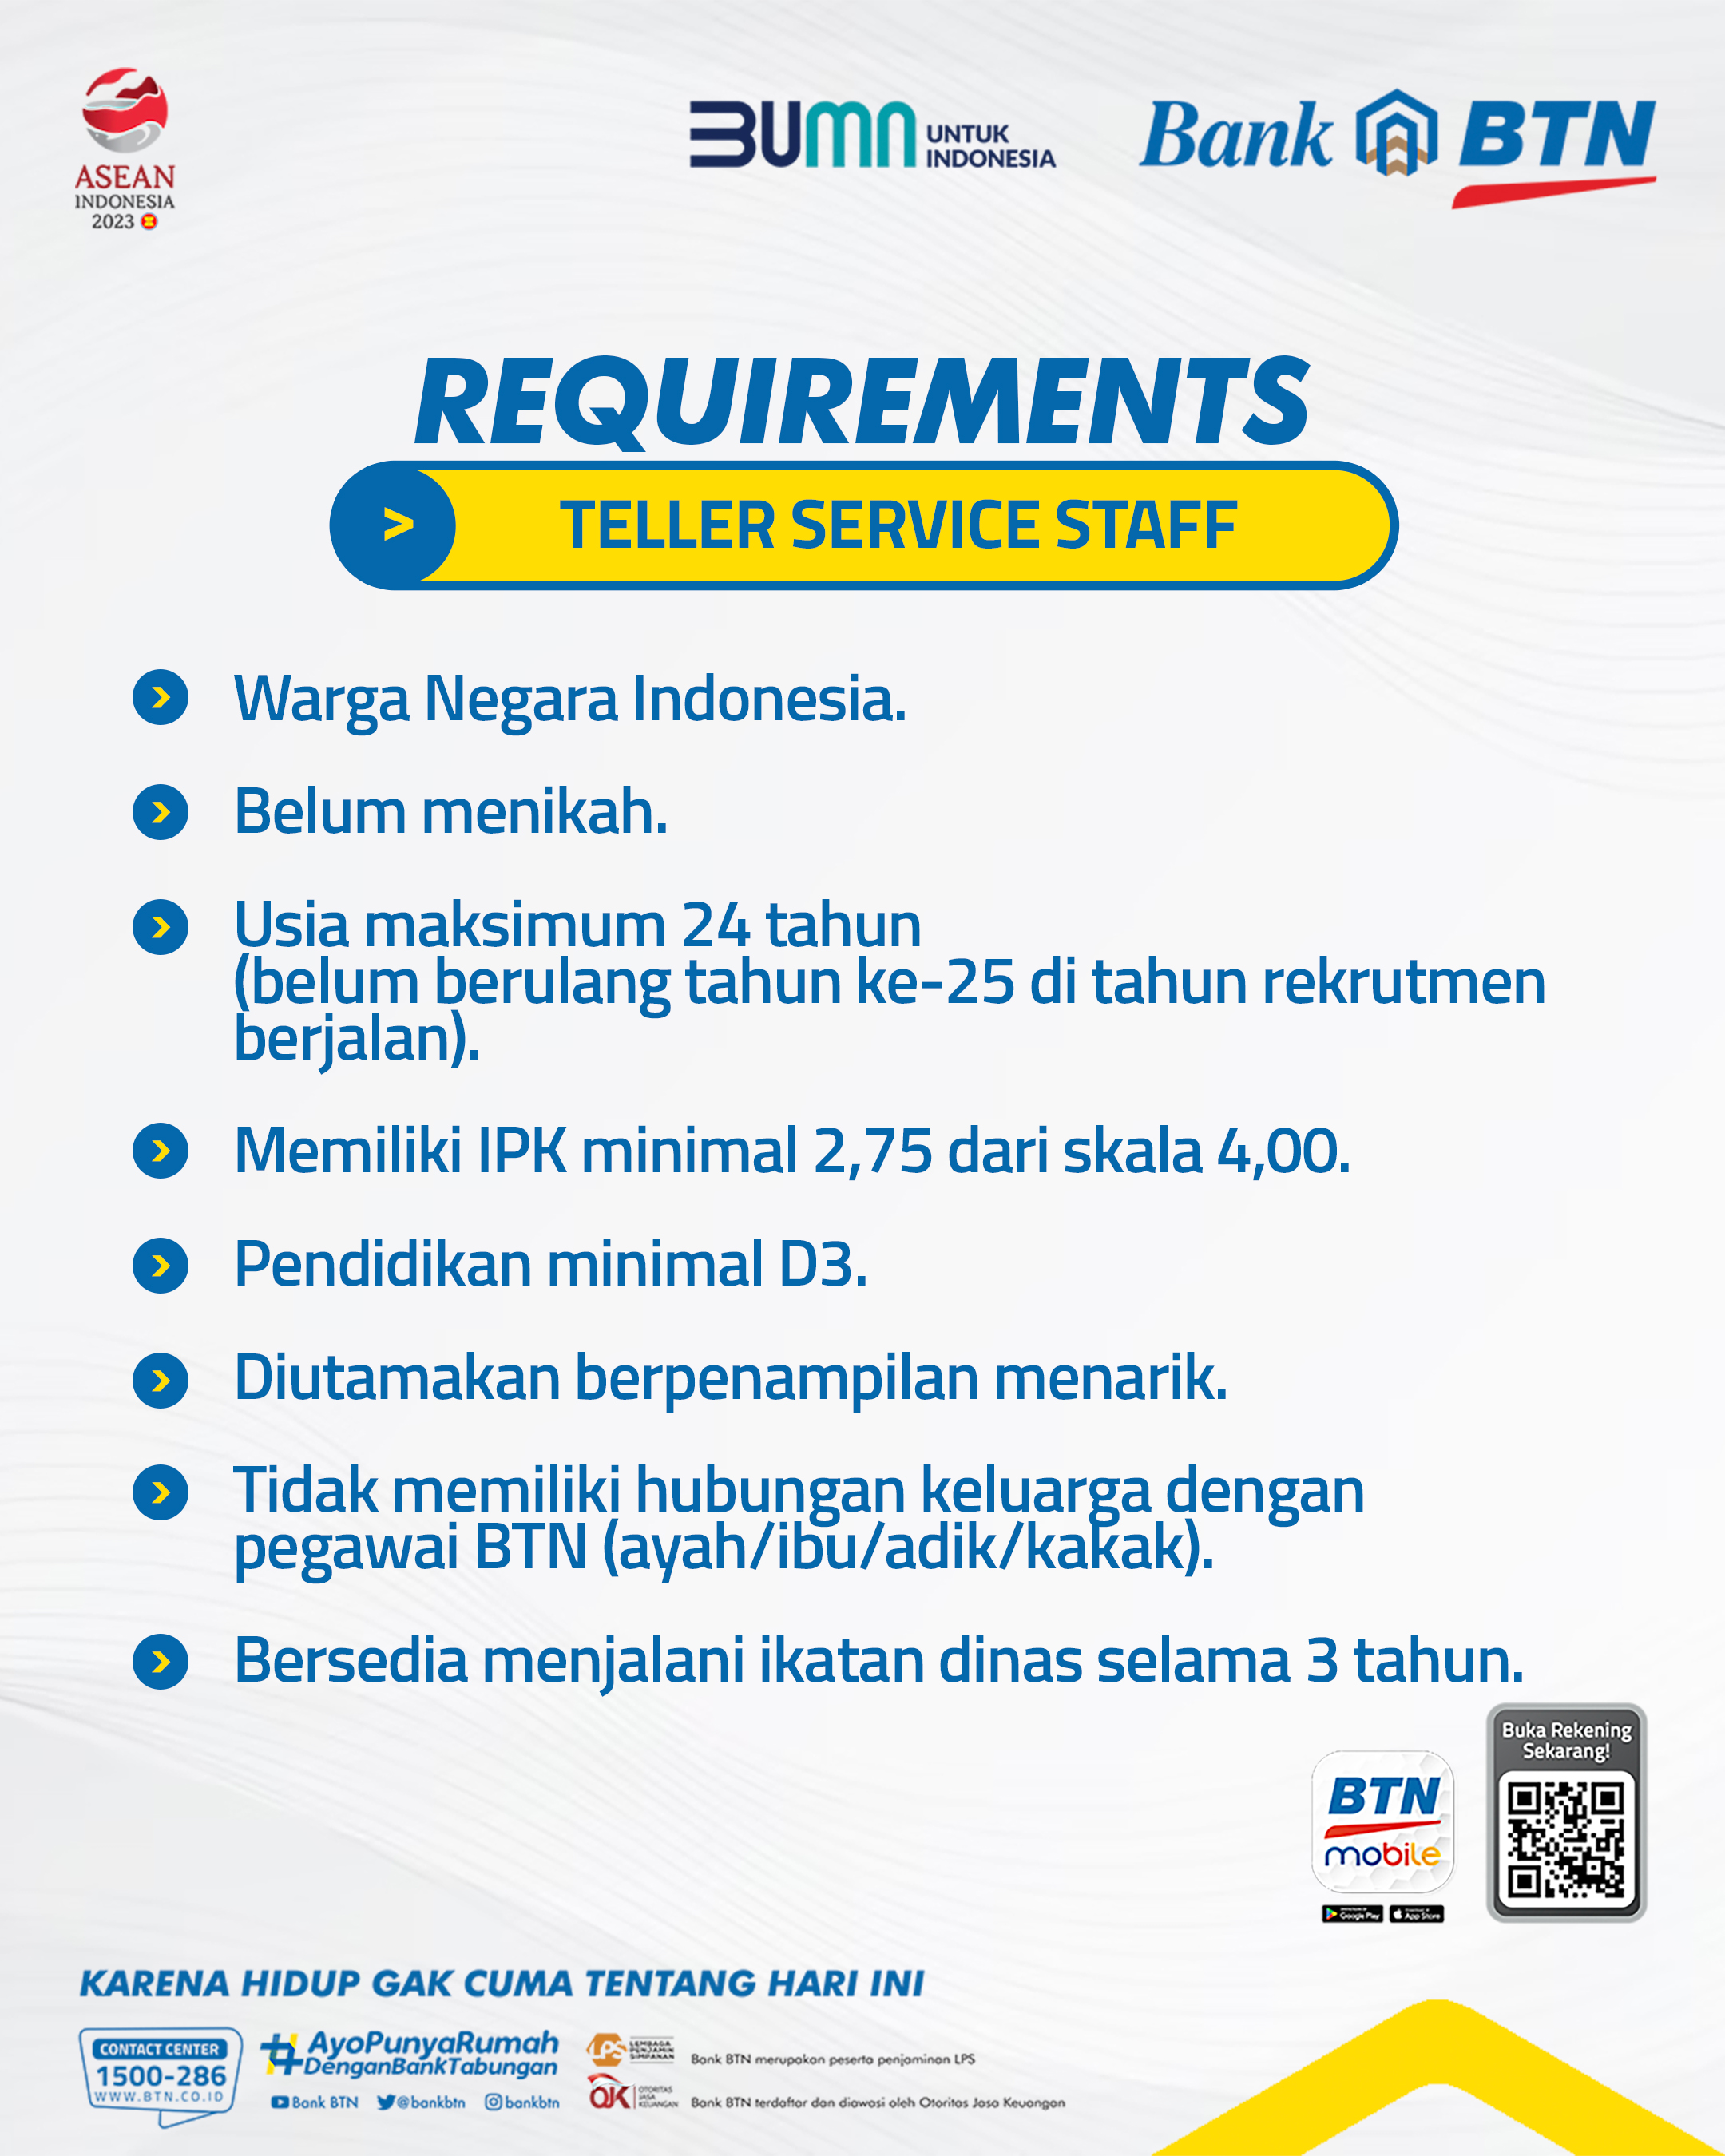 ASEAN
INDONESIA
2023
BUMN UNTUK
INDONESIA
Bank BTN
REQUIREMENTS
> TELLER SERVICE STAFF
Warga Negara Indonesia.
Belum menikah.
Usia maksimum 24 tahun
(belum berulang tahun ke-25 di tahun rekrutmen
berjalan).
Memiliki IPK minimal 2,75 dari skala 4,00.
Pendidikan minimal D3.
Diutamakan berpenampilan menarik.
Tidak memiliki hubungan keluarga dengan
pegawai BTN (ayah/ibu/adik/kakak).
Bersedia menjalani ikatan dinas selama 3 tahun.
Buka Rekening
Sekarang!
BTN
mobile
Google Play
App Store
KARENA HIDUP GAK CUMA TENTANG HARI INI
CONTACT CENTER
1500-286
WWW.BTN.CO.ID
#AyoPunyaRumah
DenganBankTabungan
Bank BTN @bankbtn bankbtn
LPS LEMBAGA
PENJAMIN
SIMPANAN
Bank BTN merupakan peserta penjaminan LPS
OJK OTORITAS
JASA
KEUANGAN
Bank BTN terdaftar dan diawasi oleh Otoritas Jasa Keuangan